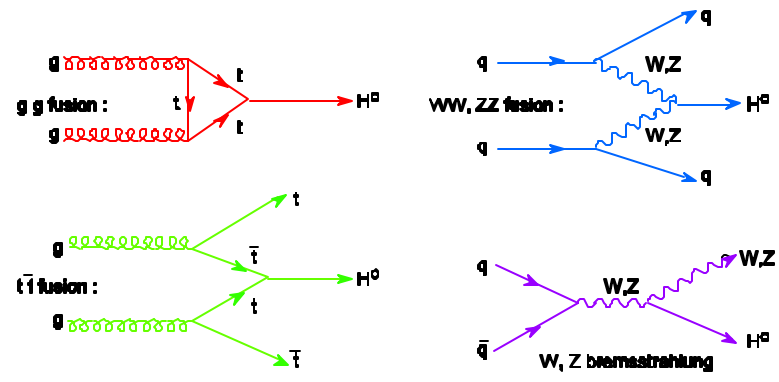 g
t
g g fusion :
t
H⁰
g
t
q
q
W,Z
WW, ZZ fusion :
H⁰
W,Z
q
q
t
g
t̄
t t̄ fusion :
H⁰
g
t
t̄
q
W,Z
W,Z
q̄
H⁰
W, Z bremsstrahlung